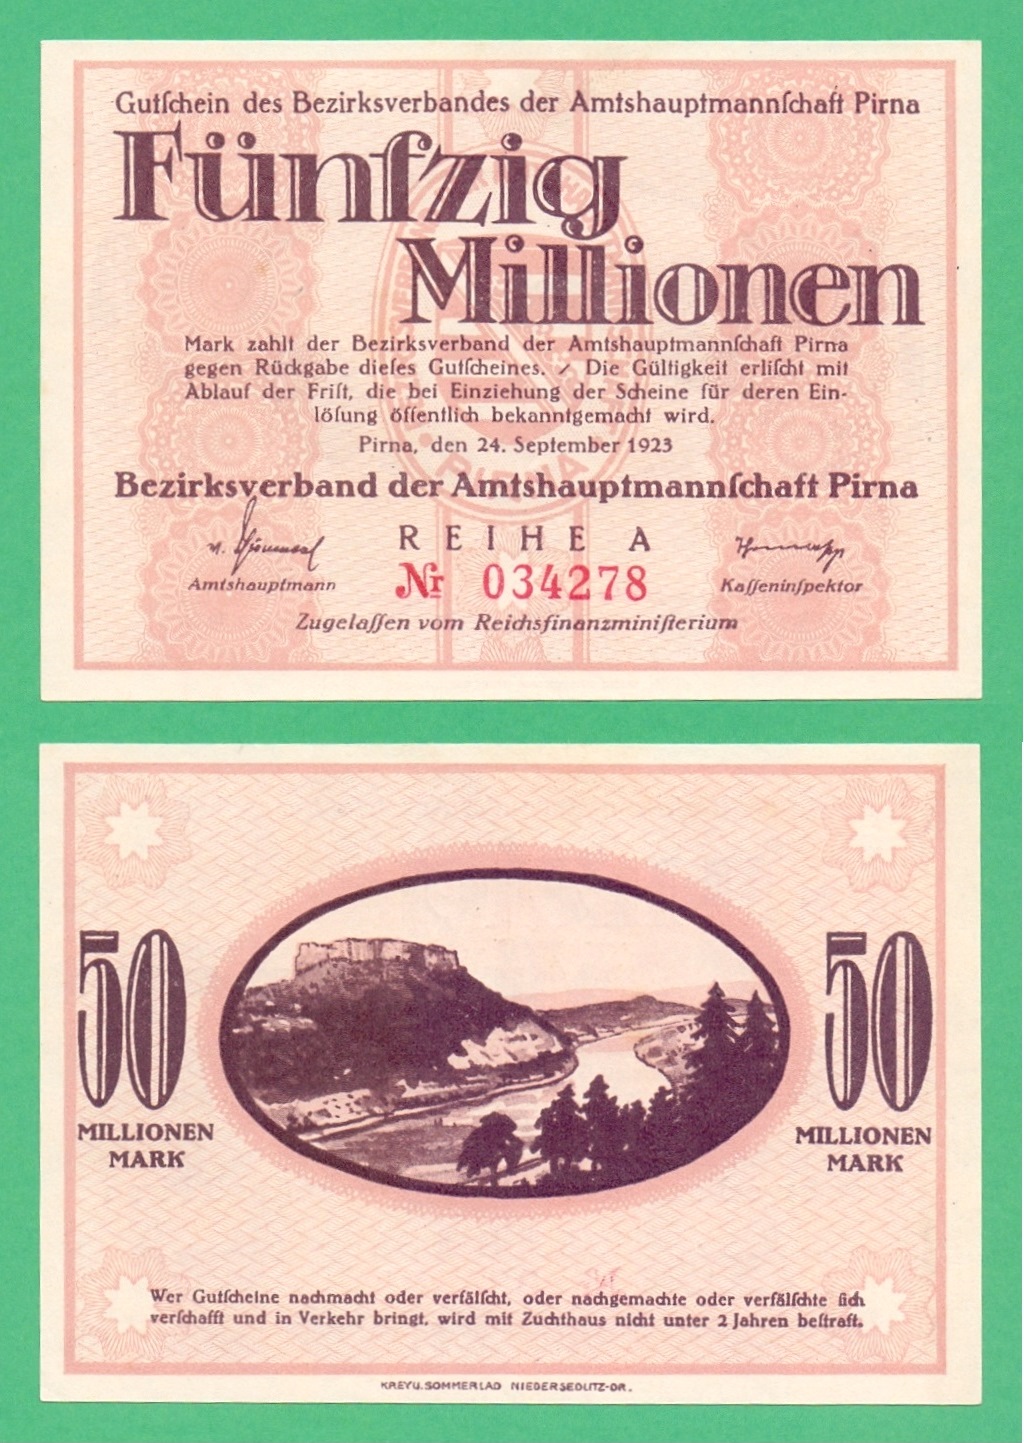 Gutſchein des Bezirksverbandes der Amtshauptmannſchaft Pirna
Fünfzig
Millionen
Mark zahlt der Bezirksverband der Amtshauptmannſchaft Pirna
gegen Rückgabe dieſes Gutſcheines. / Die Gültigkeit erliſcht mit
Ablauf der Friſt, die bei Einziehung der Scheine für deren Ein-
löſung öffentlich bekanntgemacht wird.
Pirna, den 24. September 1923
Bezirksverband der Amtshauptmannſchaft Pirna
REIHE A
Nr 034278
Amtshauptmann
Kaſſeninſpektor
Zugelaſſen vom Reichsfinanzminiſterium
PIRNA
50
MILLIONEN
MARK
50
MILLIONEN
MARK
Wer Gutſcheine nachmacht oder verfälſcht, oder nachgemachte oder verfälſchte ſich
verſchafft und in Verkehr bringt, wird mit Zuchthaus nicht unter 2 Jahren beſtraft.
KREY U. SOMMERLAD NIEDERSEDLITZ-DR.